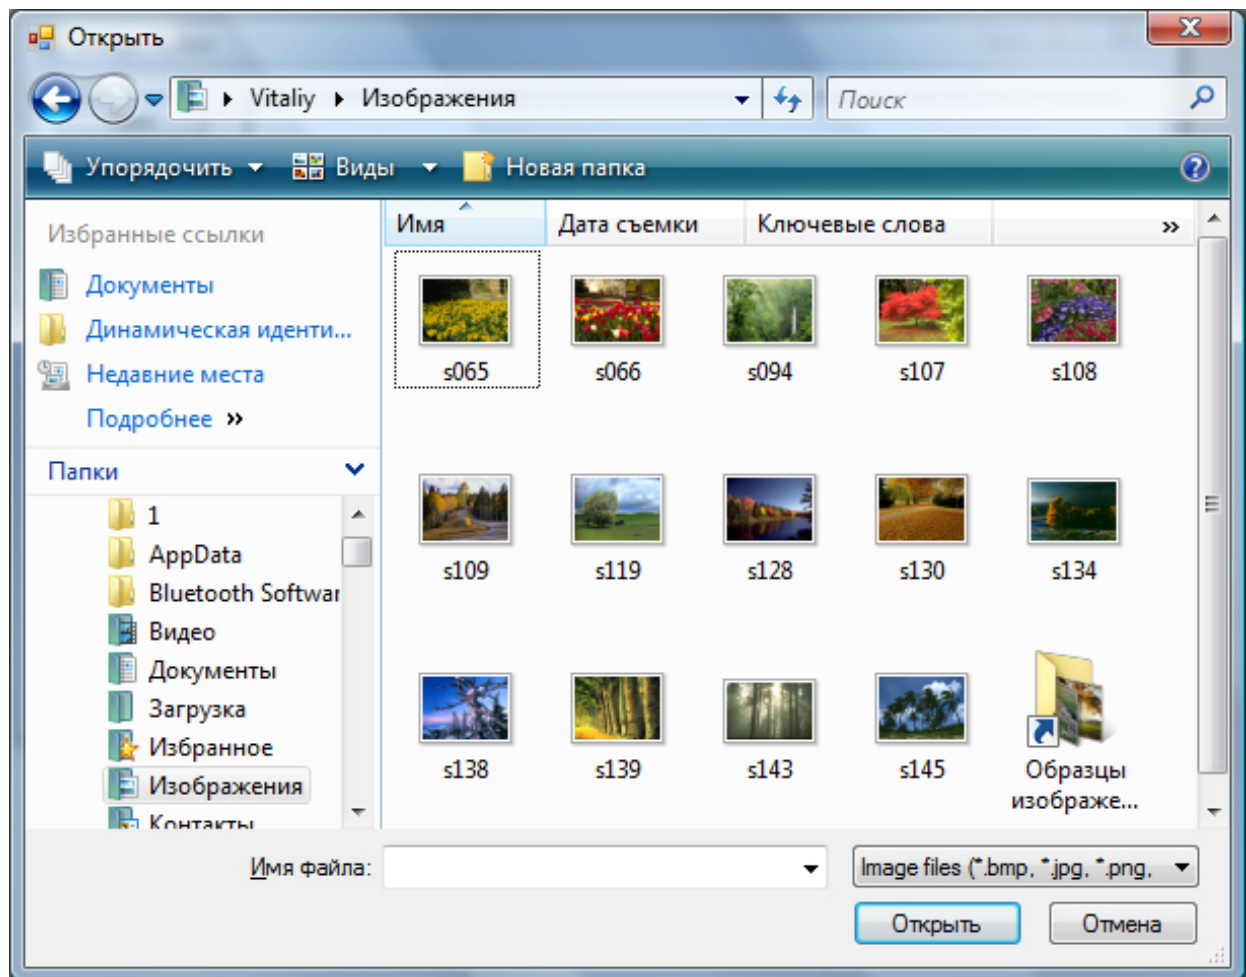 Открыть
Vitaliy Изображения
Поиск
Упорядочить Виды Новая папка
Избранные ссылки
Документы
Динамическая иденти...
Недавние места
Подробнее »
Папки
1
AppData
Bluetooth Softwar
Видео
Документы
Загрузка
Избранное
Изображения
Контакты
Имя Дата съемки Ключевые слова »
s065 s066 s094 s107 s108
s109 s119 s128 s130 s134
s138 s139 s143 s145 Образцы
изображе...
Имя файла:
Image files (*.bmp, *.jpg, *.png,
Открыть Отмена